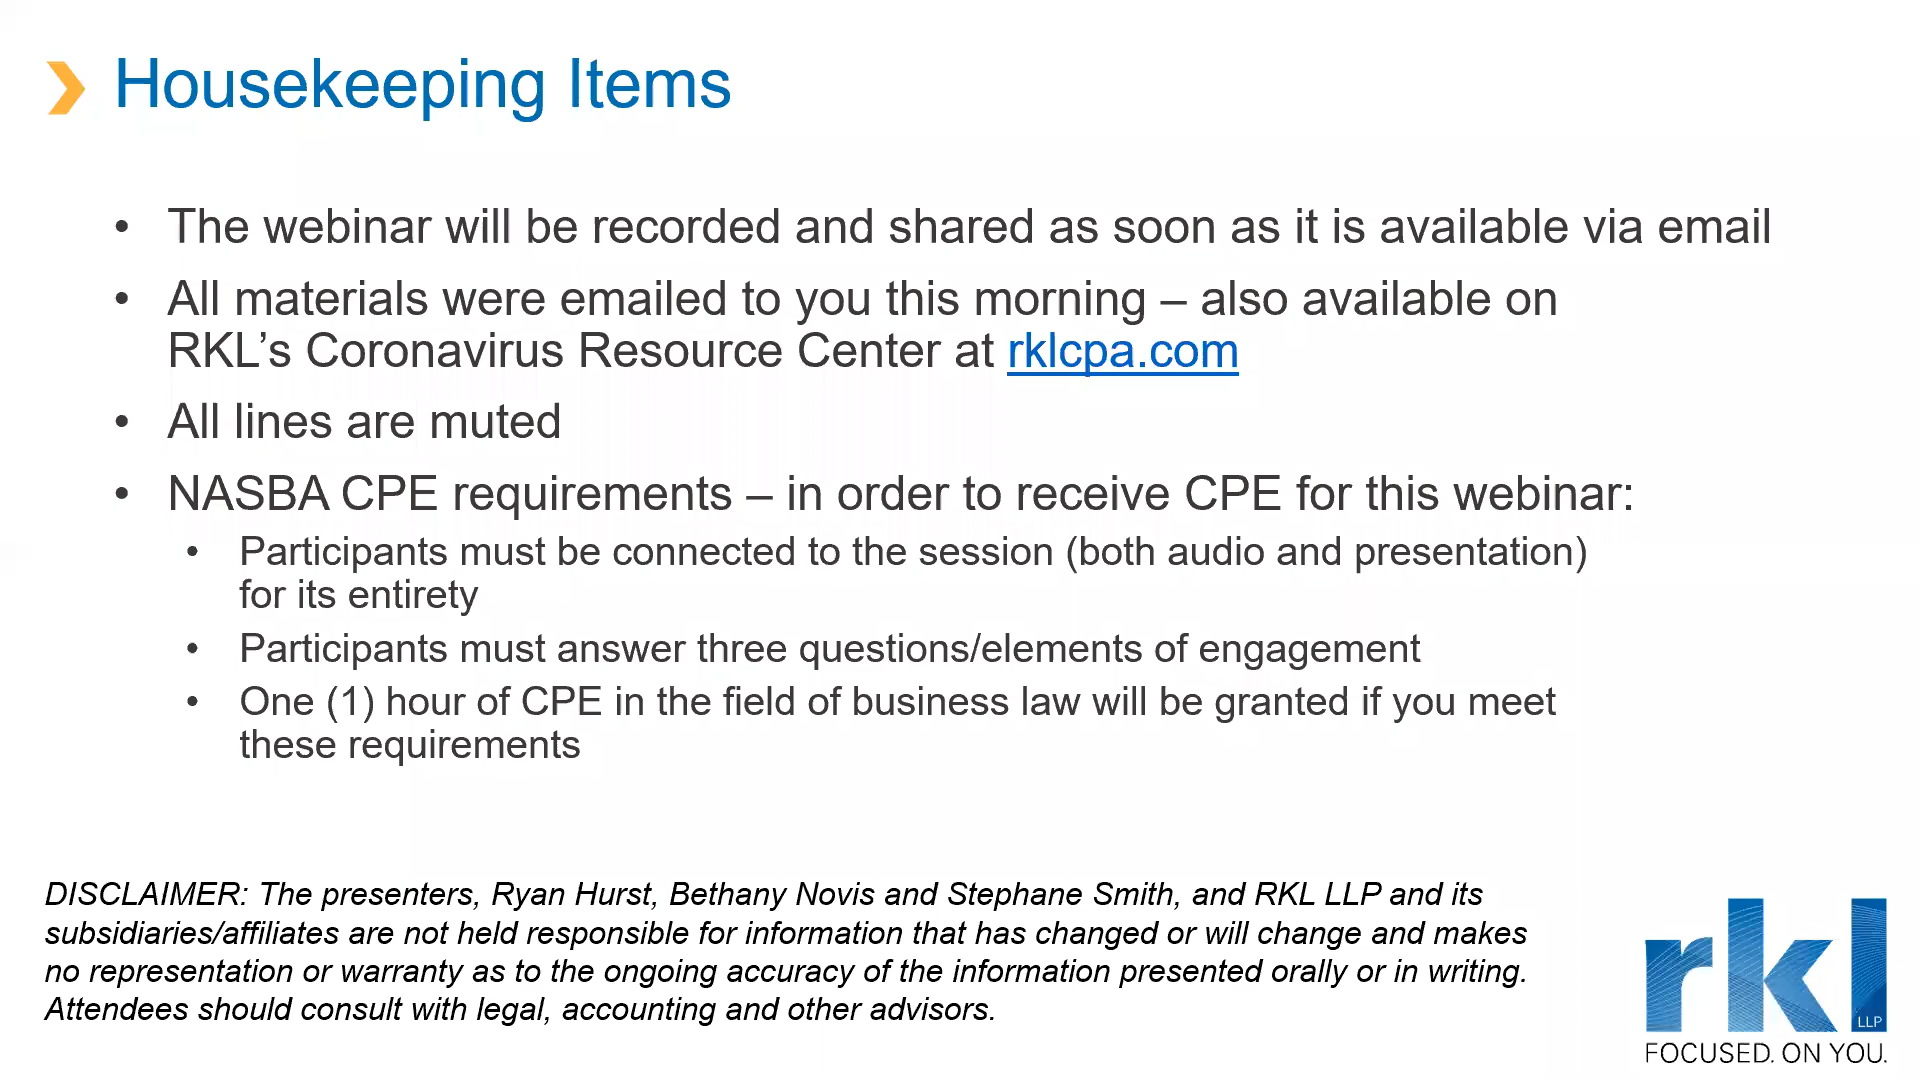 Housekeeping Items
• The webinar will be recorded and shared as soon as it is available via email
• All materials were emailed to you this morning – also available on
RKL’s Coronavirus Resource Center at rklcpa.com
• All lines are muted
• NASBA CPE requirements – in order to receive CPE for this webinar:
• Participants must be connected to the session (both audio and presentation)
for its entirety
• Participants must answer three questions/elements of engagement
• One (1) hour of CPE in the field of business law will be granted if you meet
these requirements
DISCLAIMER: The presenters, Ryan Hurst, Bethany Novis and Stephane Smith, and RKL LLP and its
subsidiaries/affiliates are not held responsible for information that has changed or will change and makes
no representation or warranty as to the ongoing accuracy of the information presented orally or in writing.
Attendees should consult with legal, accounting and other advisors.
rkl
LLP
FOCUSED. ON YOU.